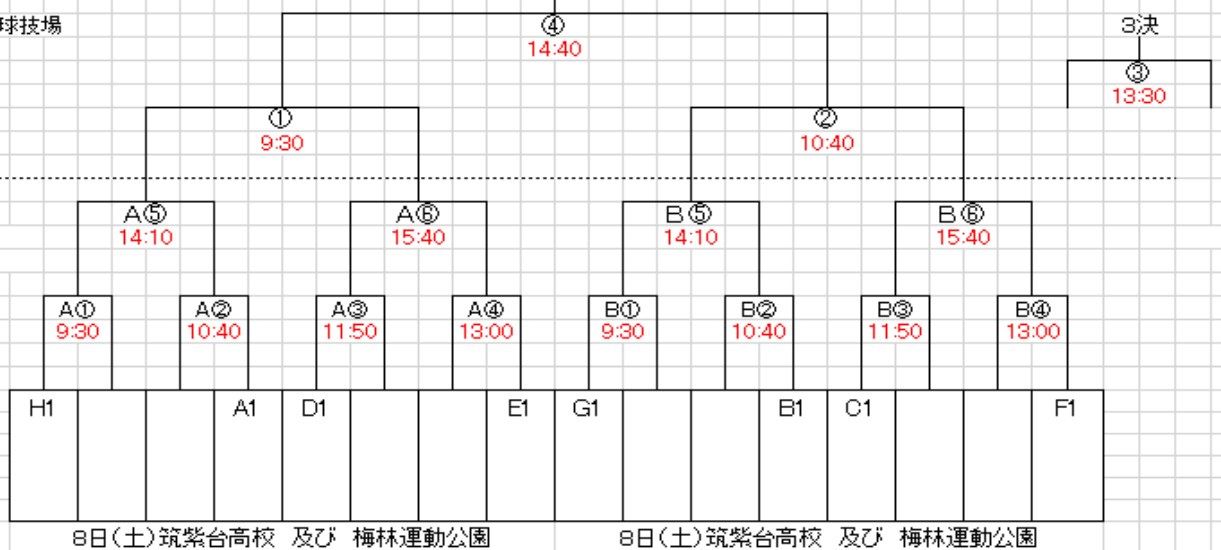 球技場
④
14:40
3決
③
13:30
①
9:30
②
10:40
A⑤
14:10
A⑥
15:40
B⑤
14:10
B⑥
15:40
A①
9:30
A②
10:40
A③
11:50
A④
13:00
B①
9:30
B②
10:40
B③
11:50
B④
13:00
H1 A1 D1 E1 G1 B1 C1 F1
8日(土)筑紫台高校 及び 梅林運動公園
8日(土)筑紫台高校 及び 梅林運動公園